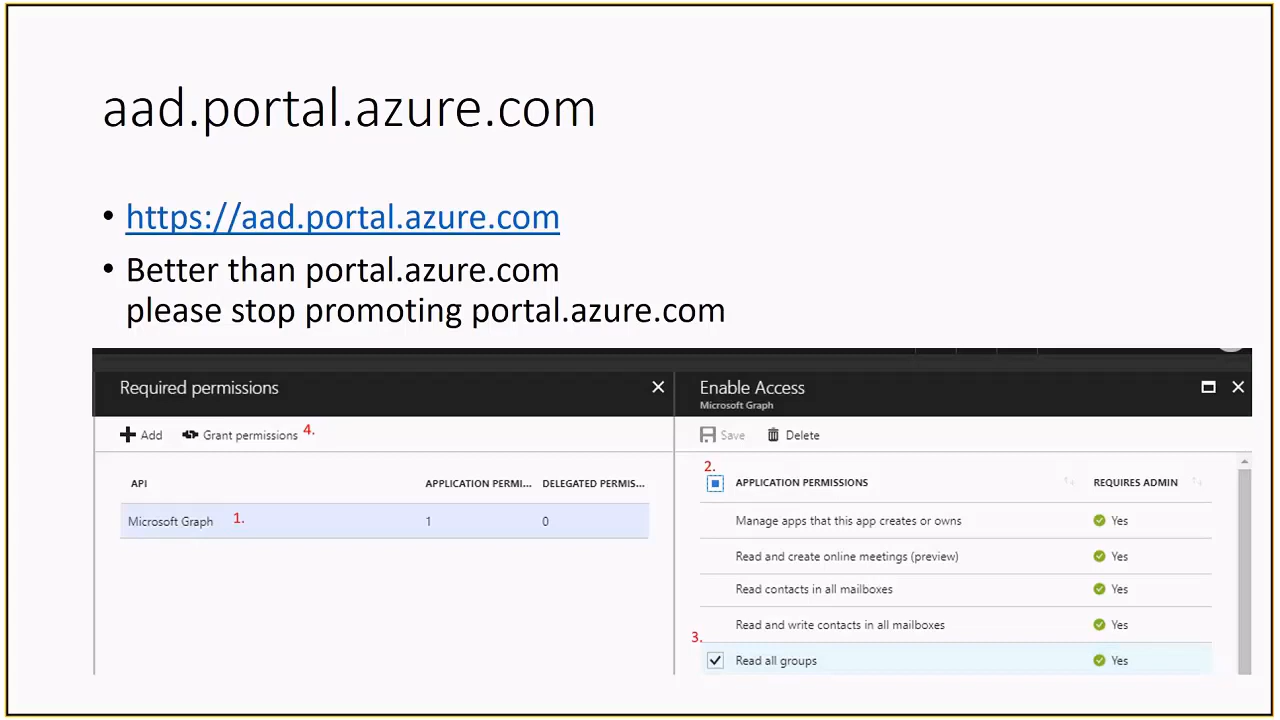 aad.portal.azure.com
• https://aad.portal.azure.com
• Better than portal.azure.com
please stop promoting portal.azure.com
Required permissions
Enable Access
Microsoft Graph
Add Grant permissions 4.
Save Delete
API APPLICATION PERMI... DELEGATED PERMIS...
Microsoft Graph 1. 1 0
2.
APPLICATION PERMISSIONS REQUIRES ADMIN
Manage apps that this app creates or owns Yes
Read and create online meetings (preview) Yes
Read contacts in all mailboxes Yes
Read and write contacts in all mailboxes Yes
3.
Read all groups Yes